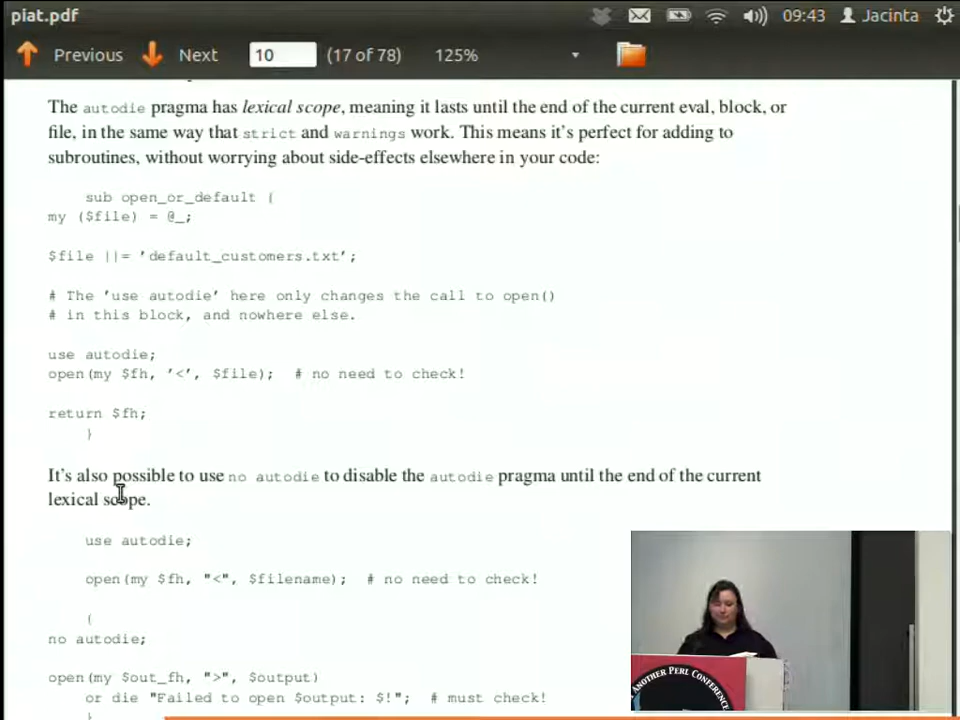 piat.pdf
09:43 Jacinta
Previous Next 10 (17 of 78) 125%
The autodie pragma has lexical scope, meaning it lasts until the end of the current eval, block, or
file, in the same way that strict and warnings work. This means it's perfect for adding to
subroutines, without worrying about side-effects elsewhere in your code:
sub open_or_default {
my ($file) = @_;
$file ||= 'default_customers.txt';
# The 'use autodie' here only changes the call to open()
# in this block, and nowhere else.
use autodie;
open(my $fh, '<', $file); # no need to check!
return $fh;
}
It's also possible to use no autodie to disable the autodie pragma until the end of the current
lexical scope.
use autodie;
open(my $fh, "<", $filename); # no need to check!
{
no autodie;
open(my $out_fh, ">", $output)
or die "Failed to open $output: $!"; # must check!
}
ANOTHER PERL CONFERENCE